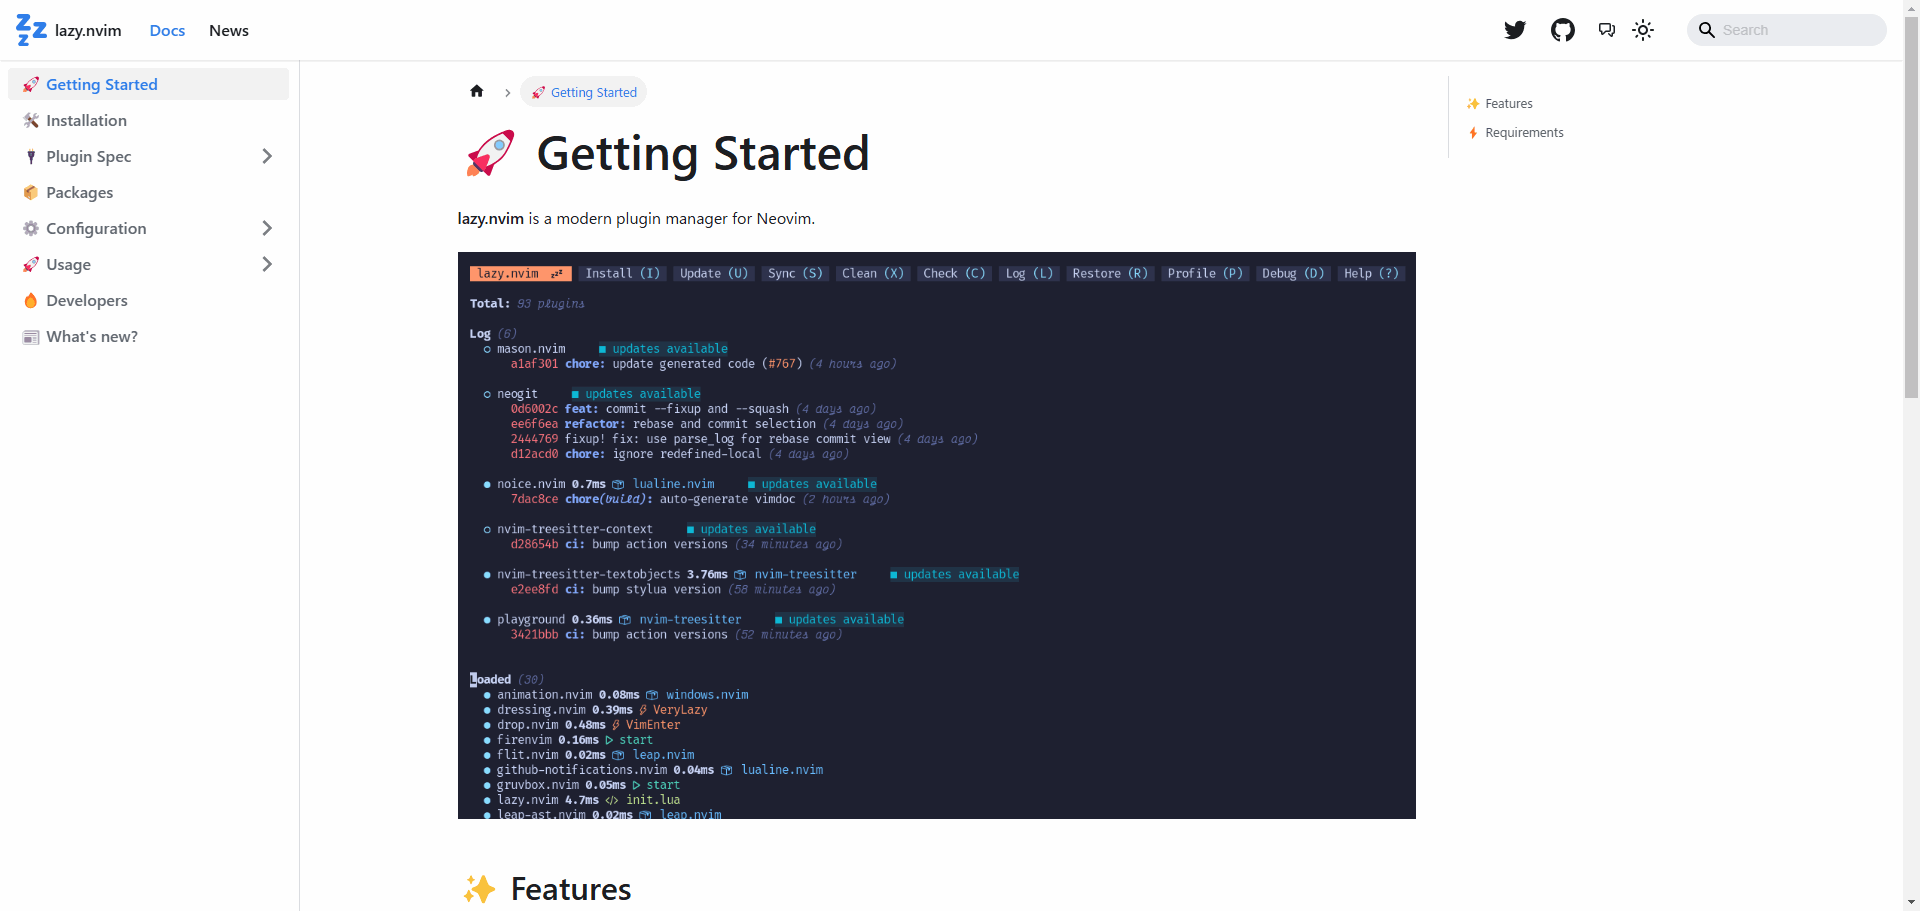 lazy.nvim Docs News Search
🚀 Getting Started
🛠️ Installation
🔌 Plugin Spec
📦 Packages
⚙️ Configuration
🚀 Usage
🔥 Developers
📰 What's new?
🚀 Getting Started
🚀 Getting Started
lazy.nvim is a modern plugin manager for Neovim.
lazy.nvim 💤 Install (I) Update (U) Sync (S) Clean (X) Check (C) Log (L) Restore (R) Profile (P) Debug (D) Help (?)
Total: 93 plugins
Log (6)
○ mason.nvim ■ updates available
a1af301 chore: update generated code (#767) (4 hours ago)
○ neogit ■ updates available
0d6002c feat: commit --fixup and --squash (4 days ago)
ee6f6ea refactor: rebase and commit selection (4 days ago)
2444769 fixup! fix: use parse_log for rebase commit view (4 days ago)
d12acd0 chore: ignore redefined-local (4 days ago)
● noice.nvim 0.7ms lualine.nvim ■ updates available
7dac8ce chore(build): auto-generate vimdoc (2 hours ago)
○ nvim-treesitter-context ■ updates available
d28654b ci: bump action versions (34 minutes ago)
● nvim-treesitter-textobjects 3.76ms nvim-treesitter ■ updates available
e2ee8fd ci: bump stylua version (58 minutes ago)
● playground 0.36ms nvim-treesitter ■ updates available
3421bbb ci: bump action versions (52 minutes ago)
Loaded (30)
● animation.nvim 0.08ms windows.nvim
● dressing.nvim 0.39ms VeryLazy
● drop.nvim 0.48ms VimEnter
● firenvim 0.16ms start
● flit.nvim 0.02ms leap.nvim
● github-notifications.nvim 0.04ms lualine.nvim
● gruvbox.nvim 0.05ms start
● lazy.nvim 4.7ms </> init.lua
● leap-ast.nvim 0.02ms leap.nvim
✨ Features
✨ Features
⚡ Requirements